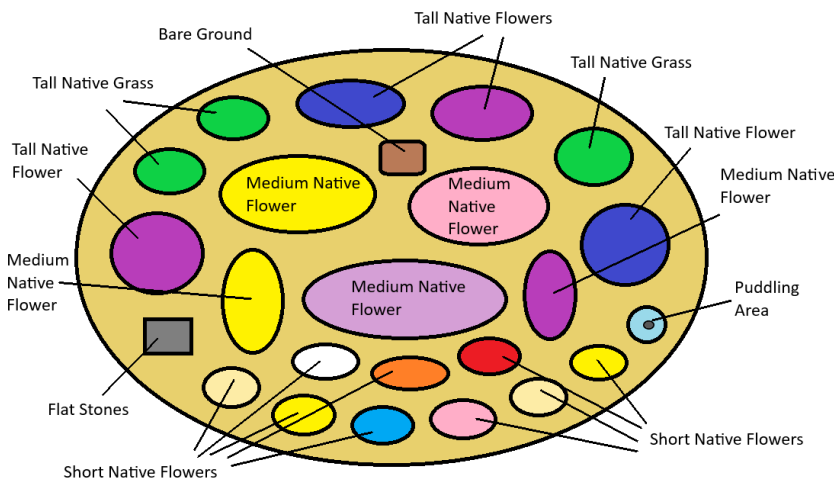 Tall Native Flowers
Bare Ground
Tall Native Grass
Tall Native Grass
Tall Native Flower
Tall Native
Flower
Medium Native
Flower
Medium Native
Flower
Medium
Native
Flower
Medium
Native
Flower
Medium Native
Flower
Puddling
Area
Flat Stones
Short Native Flowers
Short Native Flowers